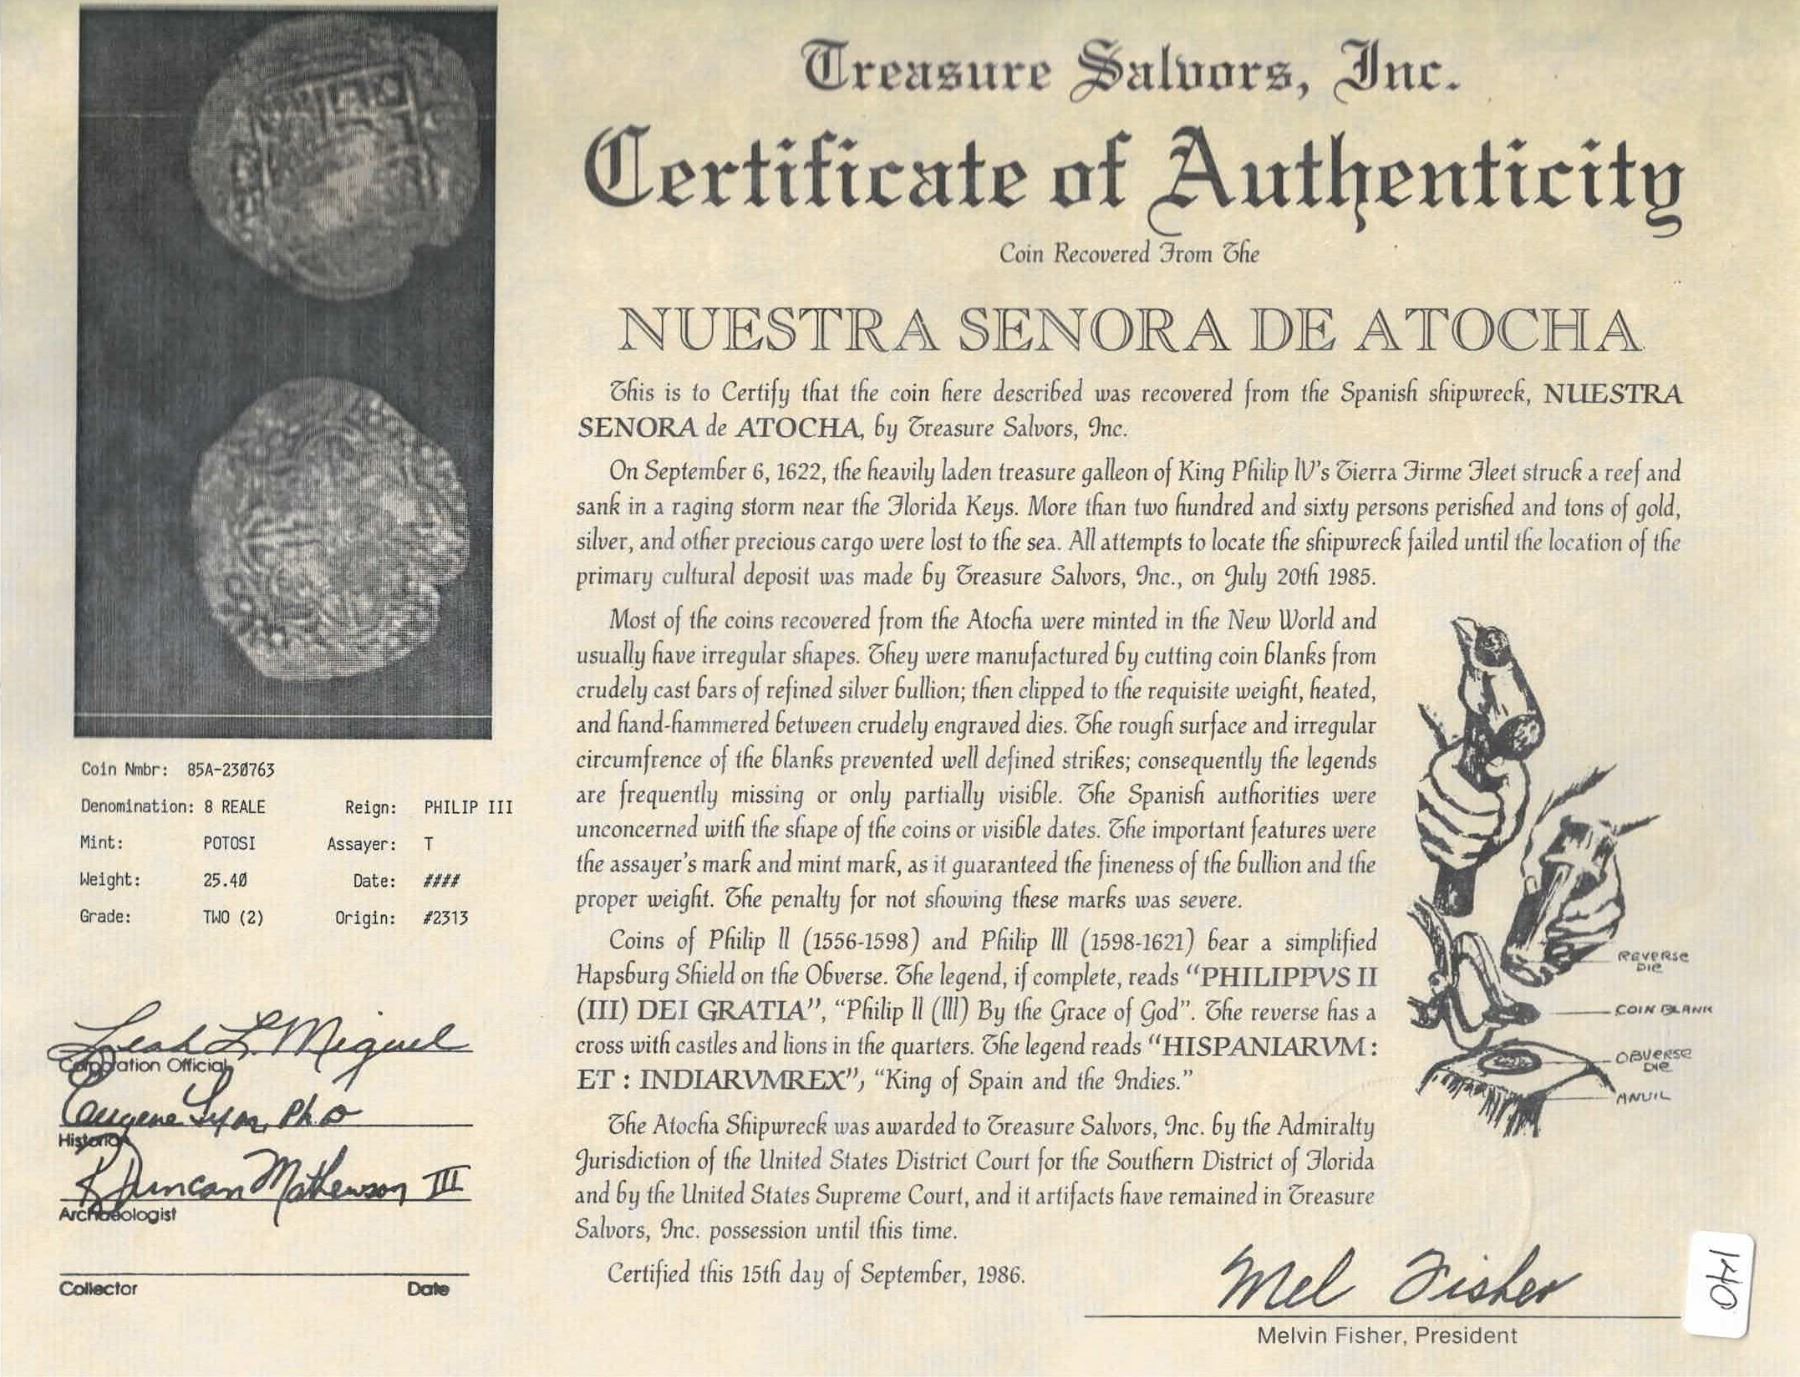 Treasure Salvors, Inc.
Certificate of Authenticity
Coin Recovered From The
NUESTRA SENORA DE ATOCHA
This is to Certify that the coin here described was recovered from the Spanish shipwreck, NUESTRA
SENORA de ATOCHA, by Treasure Salvors, Inc.
On September 6, 1622, the heavily laden treasure galleon of King Philip IV's Tierra Firme Fleet struck a reef and
sank in a raging storm near the Florida Keys. More than two hundred and sixty persons perished and tons of gold,
silver, and other precious cargo were lost to the sea. All attempts to locate the shipwreck failed until the location of the
primary cultural deposit was made by Treasure Salvors, Inc., on July 20th 1985.
Most of the coins recovered from the Atocha were minted in the New World and
usually have irregular shapes. They were manufactured by cutting coin blanks from
crudely cast bars of refined silver bullion; then clipped to the requisite weight, heated,
and hand-hammered between crudely engraved dies. The rough surface and irregular
circumfrence of the blanks prevented well defined strikes; consequently the legends
are frequently missing or only partially visible. The Spanish authorities were
unconcerned with the shape of the coins or visible dates. The important features were
the assayer's mark and mint mark, as it guaranteed the fineness of the bullion and the
proper weight. The penalty for not showing these marks was severe.
Coins of Philip II (1556-1598) and Philip III (1598-1621) bear a simplified
Hapsburg Shield on the Obverse. The legend, if complete, reads "PHILIPPVS II
(III) DEI GRATIA", "Philip II (III) By the Grace of God". The reverse has a
cross with castles and lions in the quarters. The legend reads "HISPANIARVM :
ET : INDIARVMREX", "King of Spain and the Indies."
The Atocha Shipwreck was awarded to Treasure Salvors, Inc. by the Admiralty
Jurisdiction of the United States District Court for the Southern District of Florida
and by the United States Supreme Court, and it artifacts have remained in Treasure
Salvors, Inc. possession until this time.
Certified this 15th day of September, 1986.
REVERSE
DIE
COIN BLANK
OBVERSE
DIE
ANVIL
Mel Fisher
Melvin Fisher, President
140
Coin Nmbr: 85A-230763
Denomination: 8 REALE Reign: PHILIP III
Mint: POTOSI Assayer: T
Weight: 25.40 Date: ####
Grade: TWO (2) Origin: #2313
Leah L. Miguel
Corporation Official
Eugene Lyon, Ph D
Historian
R Duncan Mathewson III
Archaeologist
Collector Date